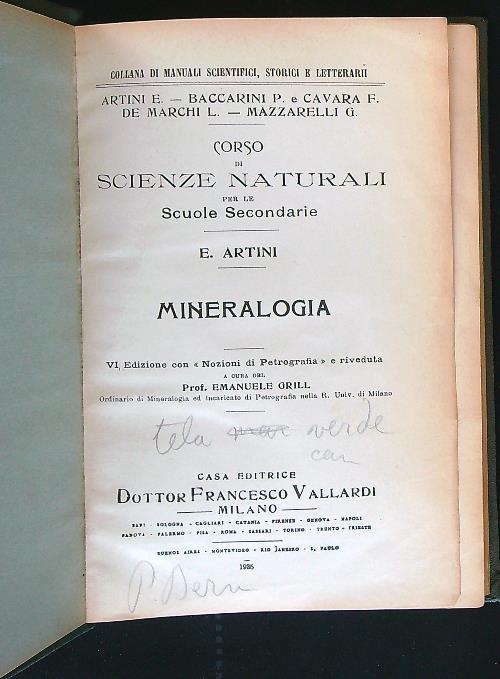 COLLANA DI MANUALI SCIENTIFICI, STORICI E LETTERARII
ARTINI E. — BACCARINI P. e CAVARA F.
DE MARCHI L. — MAZZARELLI G.
CORSO
DI
SCIENZE NATURALI
PER LE
Scuole Secondarie
E. ARTINI
MINERALOGIA
VI, Edizione con « Nozioni di Petrografia » e riveduta
A CURA DEL
Prof. EMANUELE GRILL
Ordinario di Mineralogia ed incaricato di Petrografia nella R. Univ. di Milano
tela verde
CASA EDITRICE
DOTTOR FRANCESCO VALLARDI
MILANO
BARI - BOLOGNA - CAGLIARI - CATANIA - FIRENZE - GENOVA - NAPOLI
PADOVA - PALERMO - PISA - ROMA - SASSARI - TORINO - TRENTO - TRIESTE
BUENOS AIRES - MONTEVIDEO - RIO JANEIRO - S. PAULO